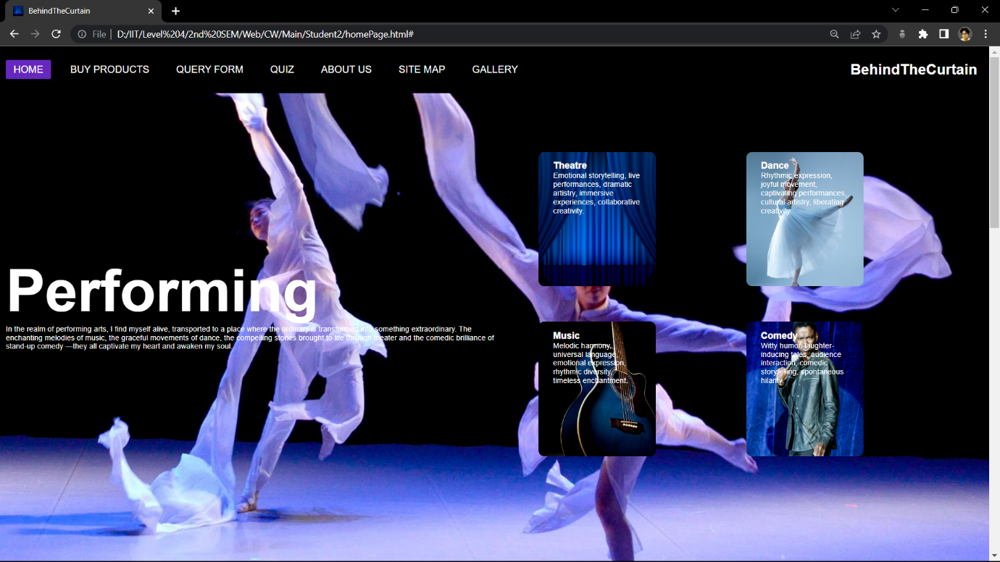 BehindTheCurtain
File
D:/IIT/Level%204/2nd%20SEM/Web/CW/Main/Student2/homePage.html#
HOME
BUY PRODUCTS
QUERY FORM
QUIZ
ABOUT US
SITE MAP
GALLERY
BehindTheCurtain
Performing
In the realm of performing arts, I find myself alive, transported to a place where the ordinary is transformed into something extraordinary. The
enchanting melodies of music, the graceful movements of dance, the compelling stories brought to life through theater and the comedic brilliance of
stand-up comedy —they all captivate my heart and awaken my soul.
Theatre
Emotional storytelling, live
performances, dramatic
artistry, immersive
experiences, collaborative
creativity.
Dance
Rhythmic expression,
joyful movement,
captivating performances,
cultural artistry, liberating
creativity.
Music
Melodic harmony,
universal language,
emotional expression,
rhythmic diversity,
timeless enchantment.
Comedy
Witty humor, laughter-
inducing tales, audience
interaction, comedic
storytelling, spontaneous
hilarity.